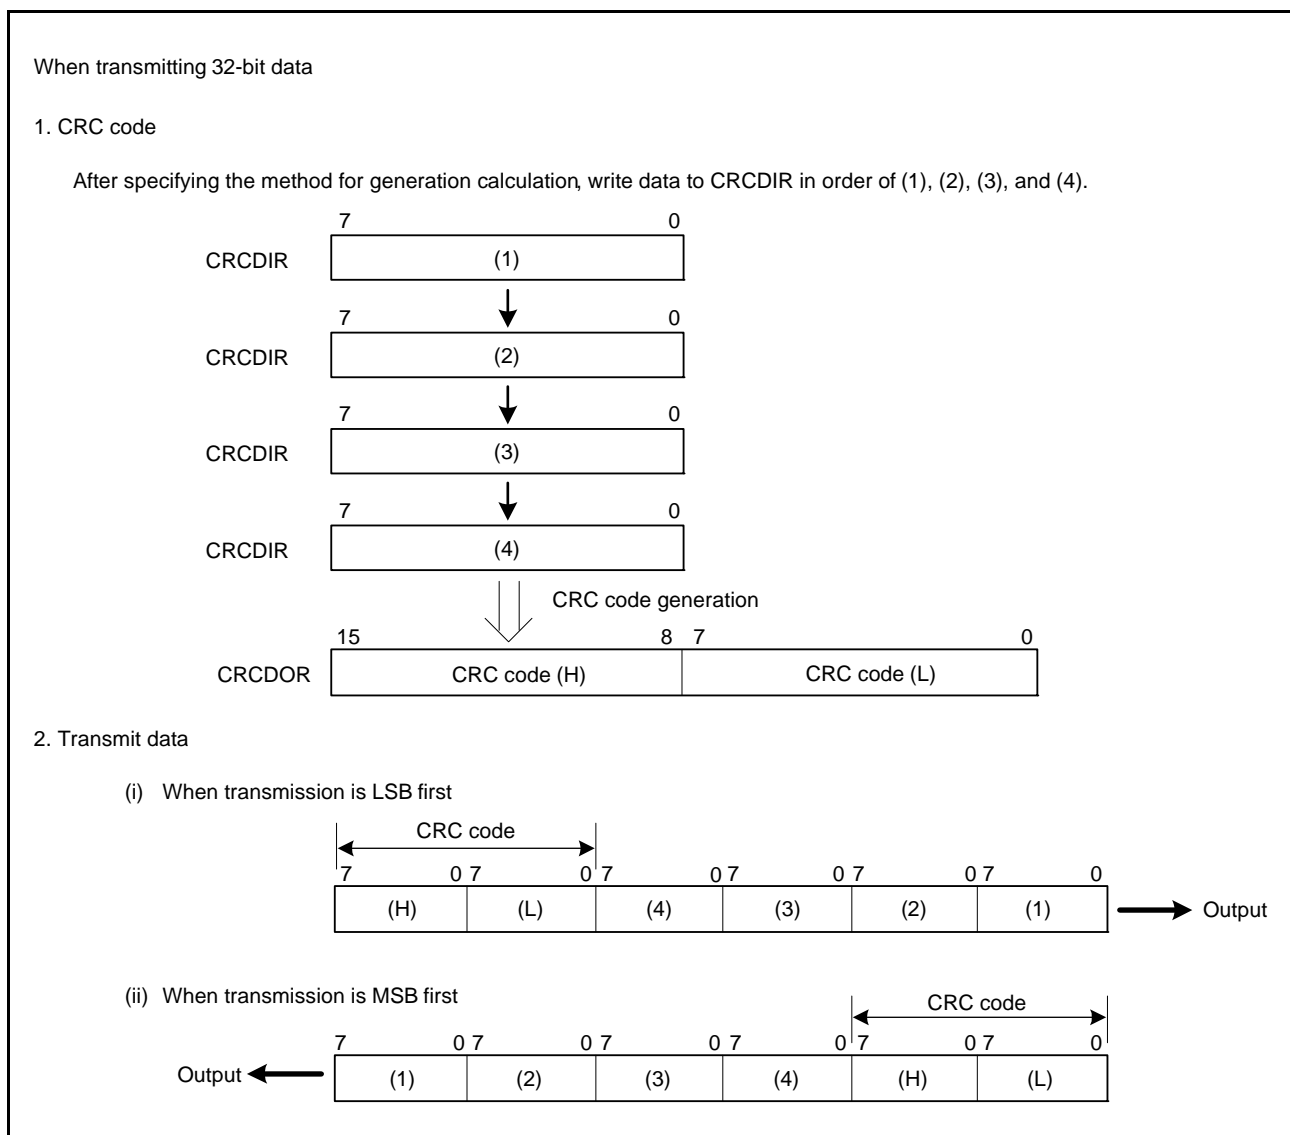 When transmitting 32-bit data
1. CRC code
After specifying the method for generation calculation, write data to CRCDIR in order of (1), (2), (3), and (4).
7 0
CRCDIR (1)
7 0
CRCDIR (2)
7 0
CRCDIR (3)
7 0
CRCDIR (4)
CRC code generation
15 8 7 0
CRCDOR CRC code (H) CRC code (L)
2. Transmit data
(i) When transmission is LSB first
CRC code
7 0 7 0 7 0 7 0 7 0 7 0
(H) (L) (4) (3) (2) (1) Output
(ii) When transmission is MSB first
CRC code
7 0 7 0 7 0 7 0 7 0 7 0
Output (1) (2) (3) (4) (H) (L)